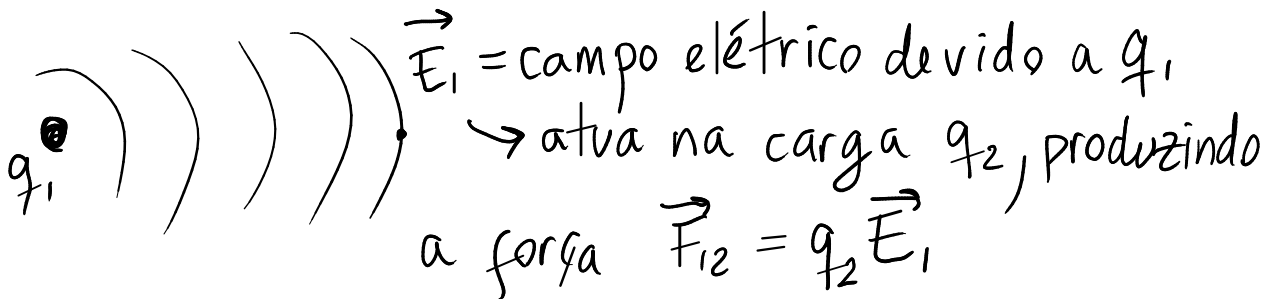 E⃗₁ = campo elétrico devido a q₁
→ atua na carga q₂, produzindo
q₁
a força F⃗₁₂ = q₂E⃗₁